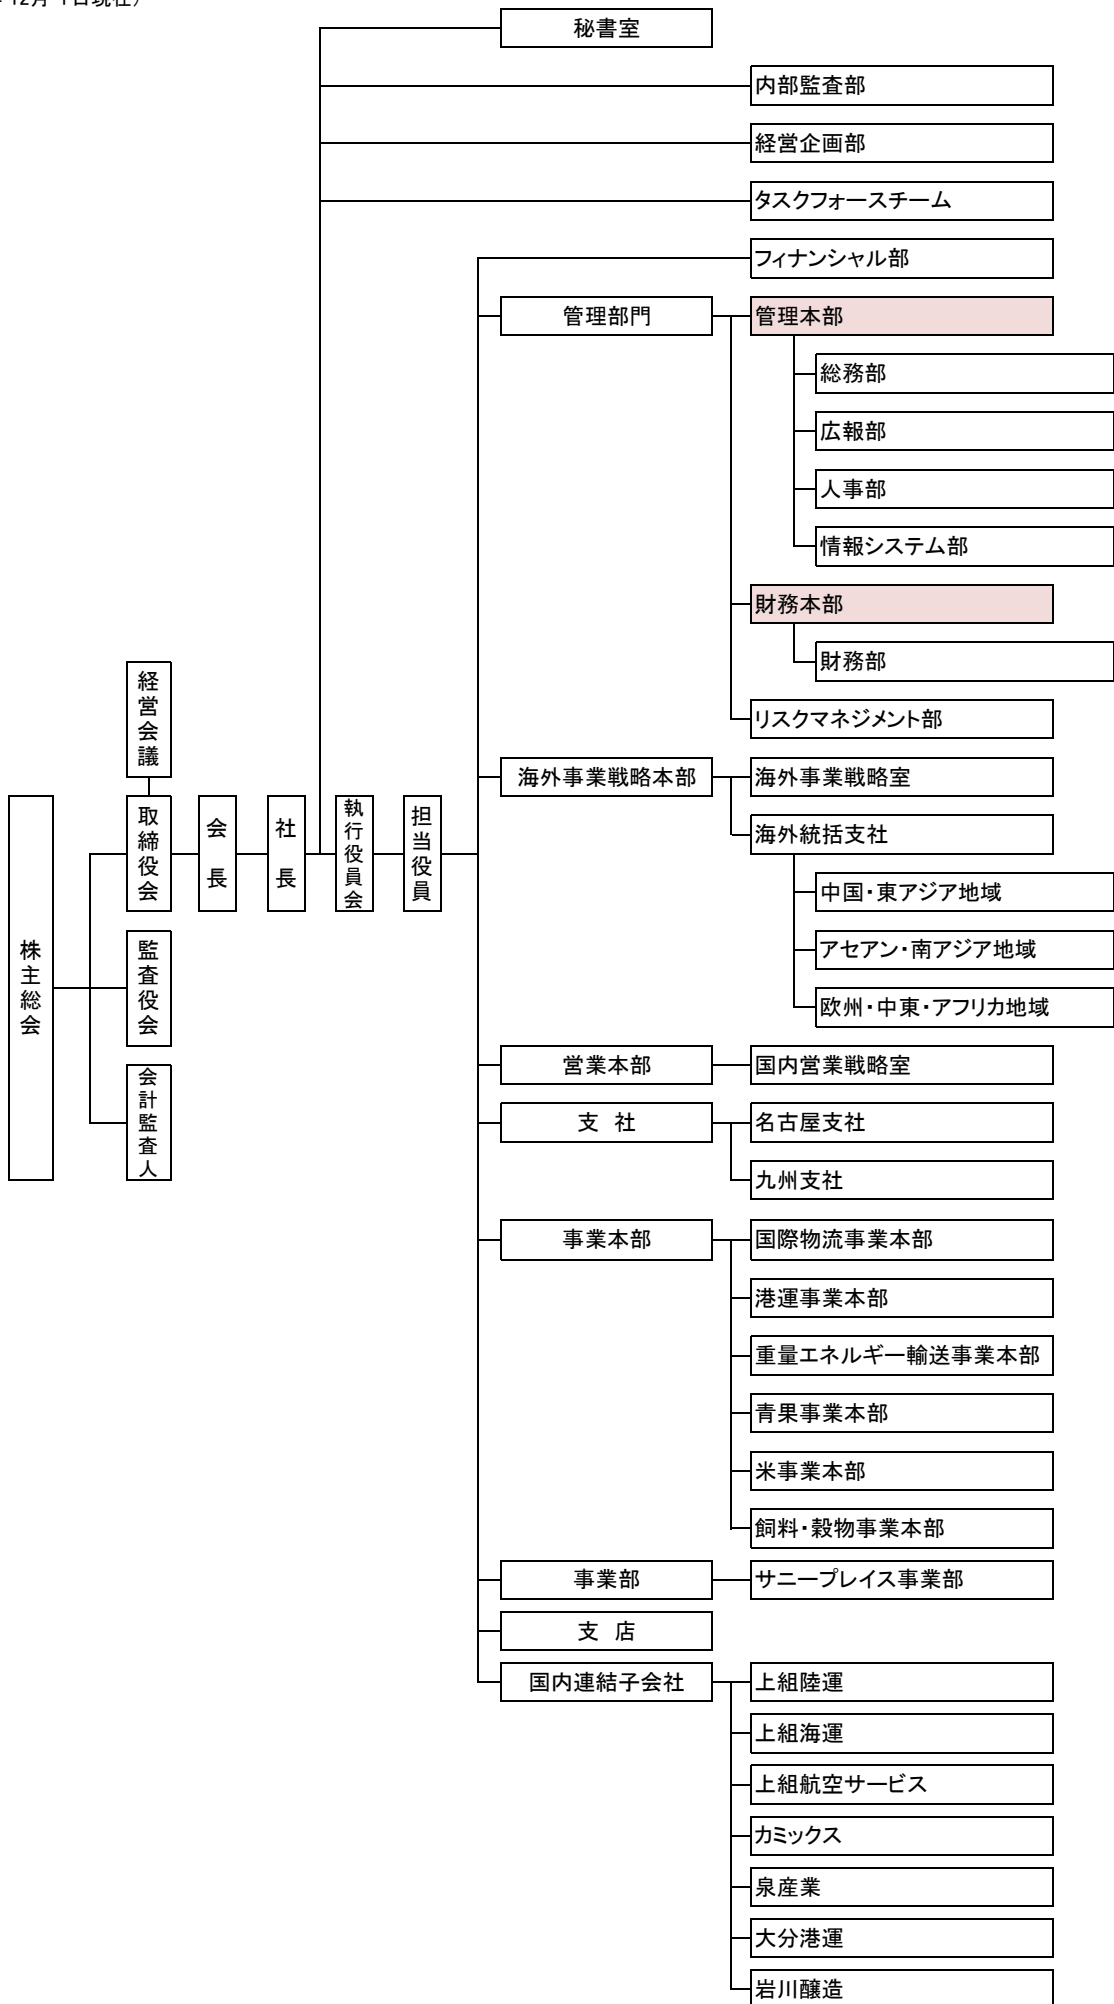 12月 1日現在）
秘書室
内部監査部
経営企画部
タスクフォースチーム
フィナンシャル部
管理部門
管理本部
総務部
広報部
人事部
情報システム部
財務本部
財務部
リスクマネジメント部
海外事業戦略本部
海外事業戦略室
海外統括支社
中国・東アジア地域
アセアン・南アジア地域
欧州・中東・アフリカ地域
経営会議
株主総会
取締役会
会長
社長
執行役員会
担当役員
監査役会
会計監査人
営業本部
国内営業戦略室
支 社
名古屋支社
九州支社
事業本部
国際物流事業本部
港運事業本部
重量エネルギー輸送事業本部
青果事業本部
米事業本部
飼料・穀物事業本部
事業部
サニープレイス事業部
支 店
国内連結子会社
上組陸運
上組海運
上組航空サービス
カミックス
泉産業
大分港運
岩川醸造